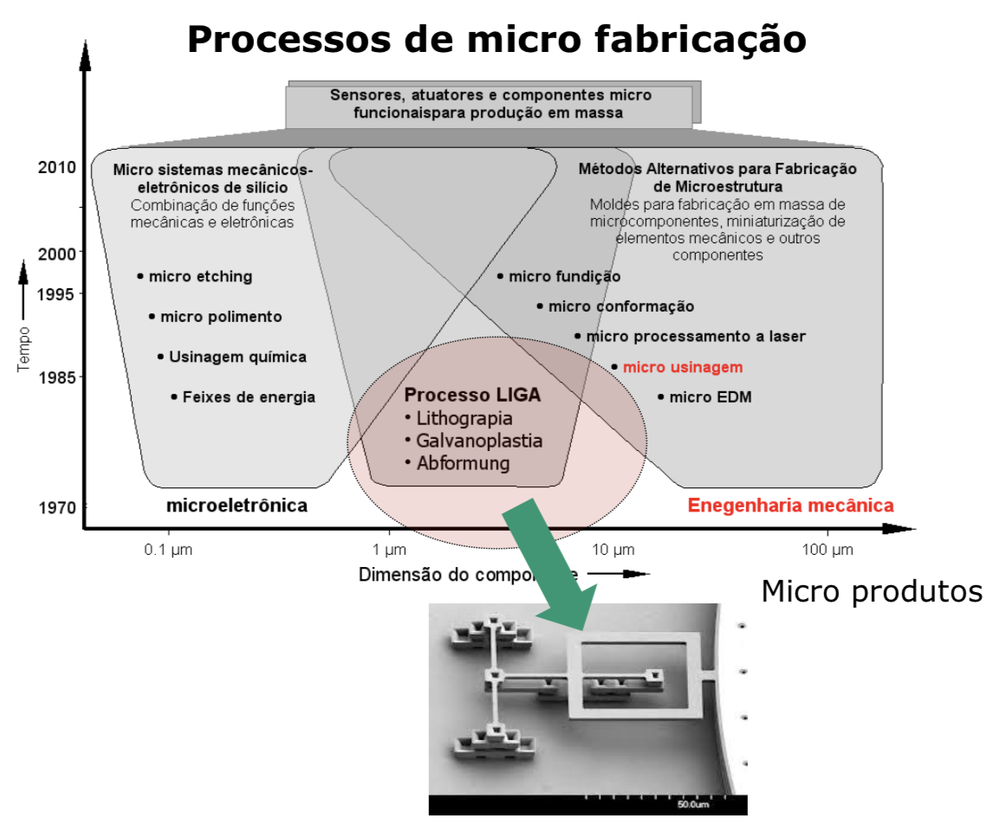 Processos de micro fabricação
Sensores, atuatores e componentes micro
funcionaispara produção em massa
2010
2000
1995
1985
1970
Tempo
Micro sistemas mecânicos-
eletrônicos de silício
Combinação de funções
mecânicas e eletrônicas
• micro etching
• micro polimento
• Usinagem química
• Feixes de energia
microeletrônica
Métodos Alternativos para Fabricação
de Microestrutura
Moldes para fabricação em massa de
microcomponentes, miniaturização de
elementos mecânicos e outros
componentes
• micro fundição
• micro conformação
• micro processamento a laser
• micro usinagem
• micro EDM
Enegenharia mecânica
Processo LIGA
• Lithograpia
• Galvanoplastia
• Abformung
0.1 µm
1 µm
10 µm
100 µm
Dimensão do compo e
Micro produtos
50.0um